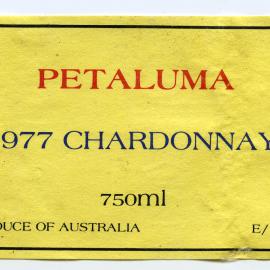 PETALUMA
977 CHARDONNAY
750ml
DUCE OF AUSTRALIA E/